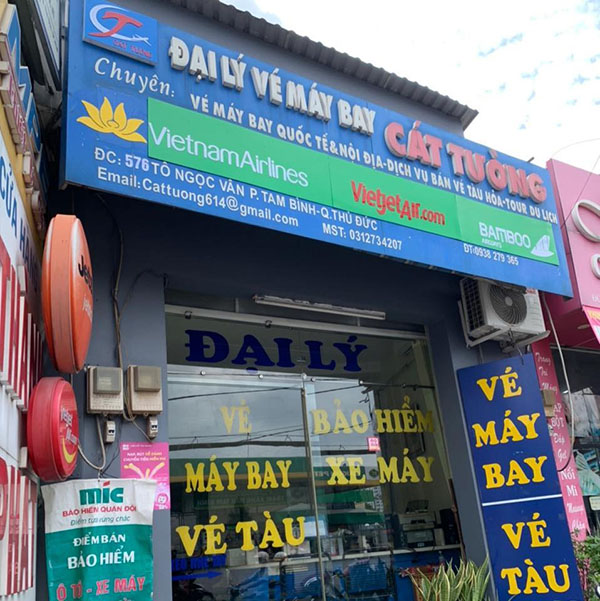 ĐẠI LÝ VÉ MÁY BAY
CÁT TƯỜNG
Chuyên:
VÉ MÁY BAY QUỐC TẾ&NỘI ĐỊA-DỊCH VỤ BÁN VÉ TÀU HỎA-TOUR DU LỊCH
VietnamAirlines
VietjetAir.com
BAMBOO
AIRWAYS
ĐC: 576 TÔ NGỌC VÂN P. TAM BÌNH-Q.THỦ ĐỨC
Email:Cattuong614@gmail.com
MST: 0312734207
ĐT:0938 279 365
ĐẠI LÝ
VÉ
MÁY BAY
VÉ TÀU
BẢO HIỂM
XE MÁY
VÉ
MÁY
BAY
VÉ
TÀU
mic
BẢO HIỂM QUÂN ĐỘI
Điểm tựa vững chắc
ĐIỂM BÁN
BẢO HIỂM
Ô TÔ - XE MÁY